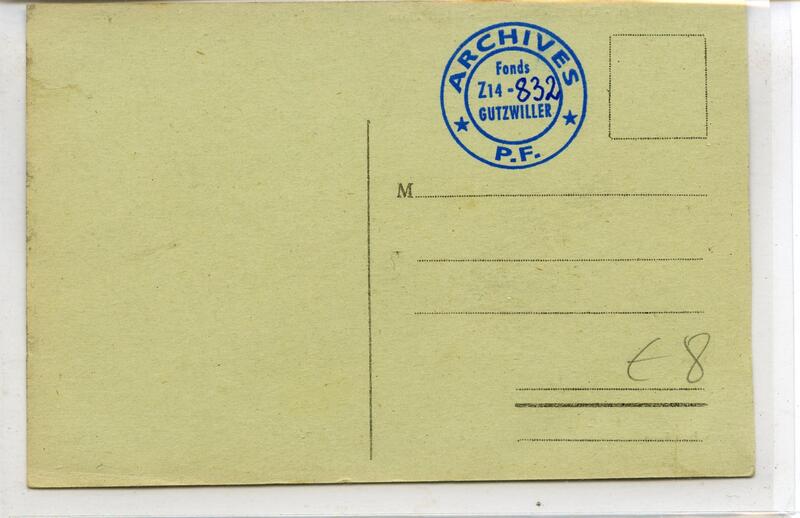 ARCHIVES
Fonds
Z14-832
GUTZWILLER
P.F.
M
€8